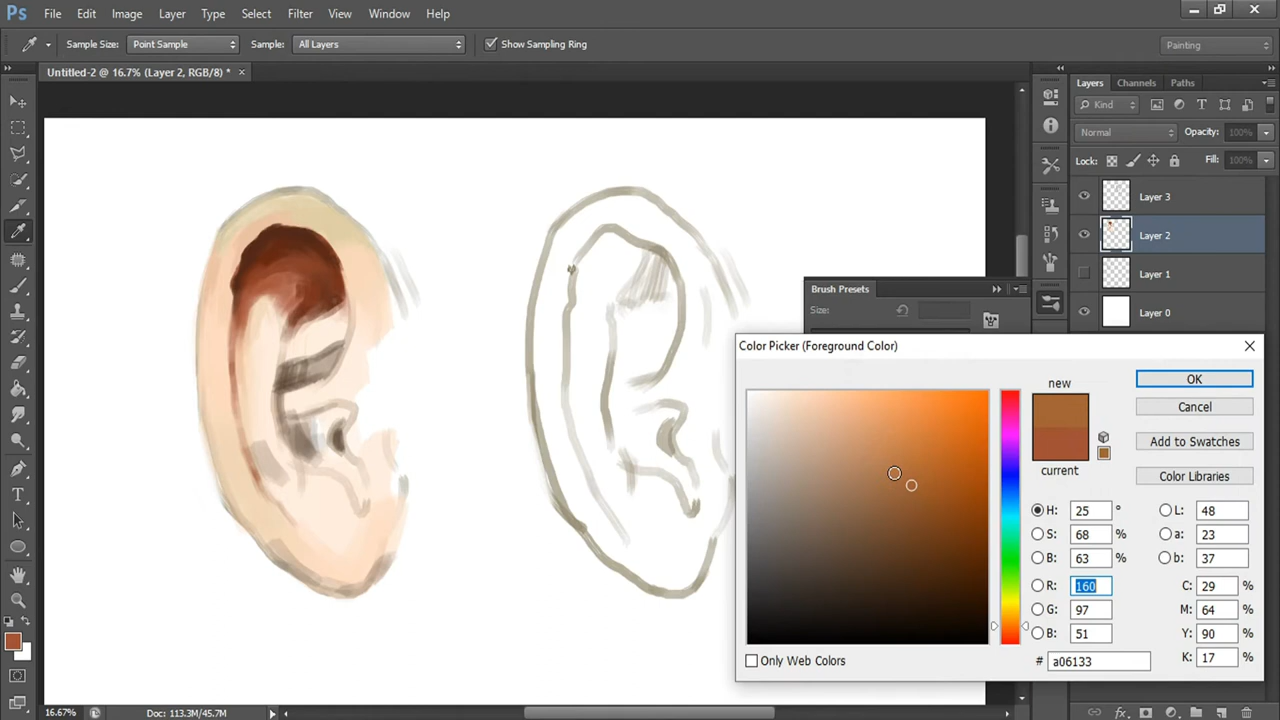 Ps File Edit Image Layer Type Select Filter View Window Help
Sample Size: Point Sample Sample: All Layers Show Sampling Ring Painting
Untitled-2 @ 16.7% (Layer 2, RGB/8) *
Layers Channels Paths
Kind
Normal Opacity: 100%
Lock: Fill: 100%
Layer 3
Layer 2
Layer 1
Layer 0
Brush Presets
Size:
Color Picker (Foreground Color)
new
current
OK
Cancel
Add to Swatches
Color Libraries
H: 25 ° L: 48
S: 68 % a: 23
B: 63 % b: 37
R: 160 C: 29 %
G: 97 M: 64 %
B: 51 Y: 90 %
# a06133 K: 17 %
Only Web Colors
16.67% Doc: 113.3M/45.7M